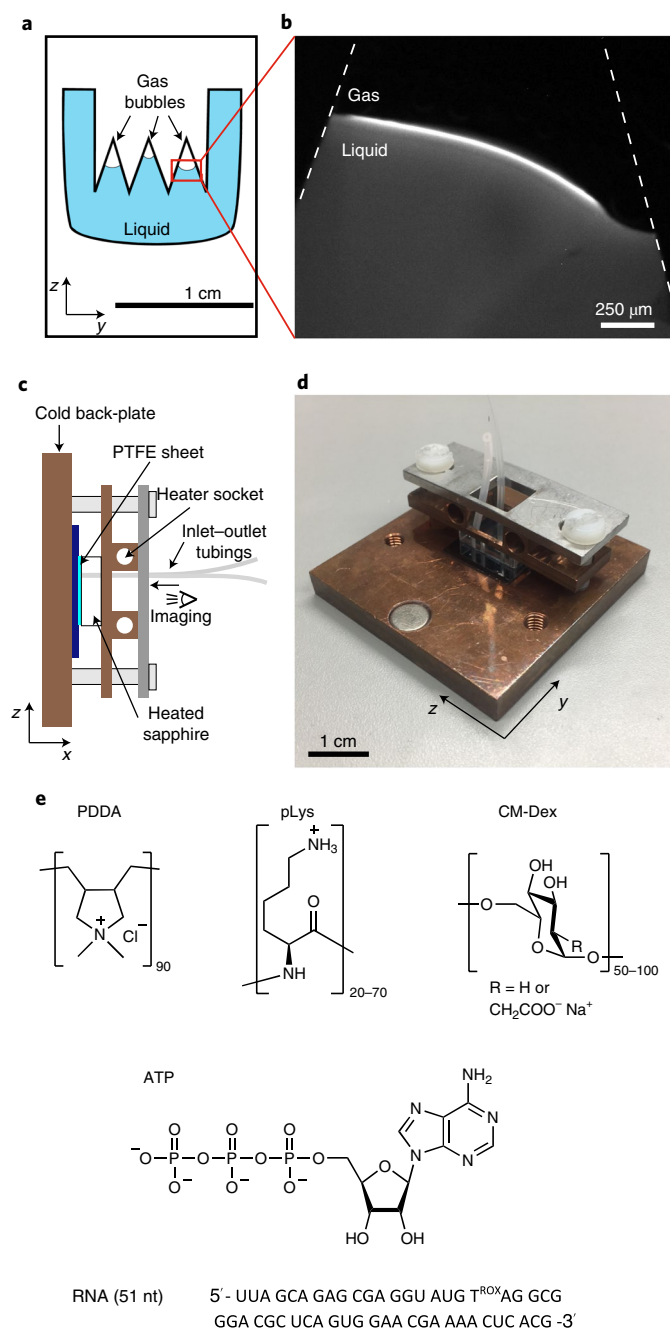 a
Gas
bubbles
Liquid
z
y
1 cm
b
Gas
Liquid
250 μm
c
Cold back-plate
PTFE sheet
Heater socket
Inlet–outlet
tubings
Imaging
Heated
sapphire
z
x
d
z
y
1 cm
e
PDDA
N
+
Cl−
90
pLys
+
NH3
O
NH
20–70
CM-Dex
OH
OH
O
O
R
O
50–100
R = H or
CH2COO− Na+
ATP
NH2
N
N
N
N
O O O
−O P O P O P O
O− O− O−
O
HO OH
RNA (51 nt) 5′- UUA GCA GAG CGA GGU AUG TROXAG GCG
GGA CGC UCA GUG GAA CGA AAA CUC ACG -3′